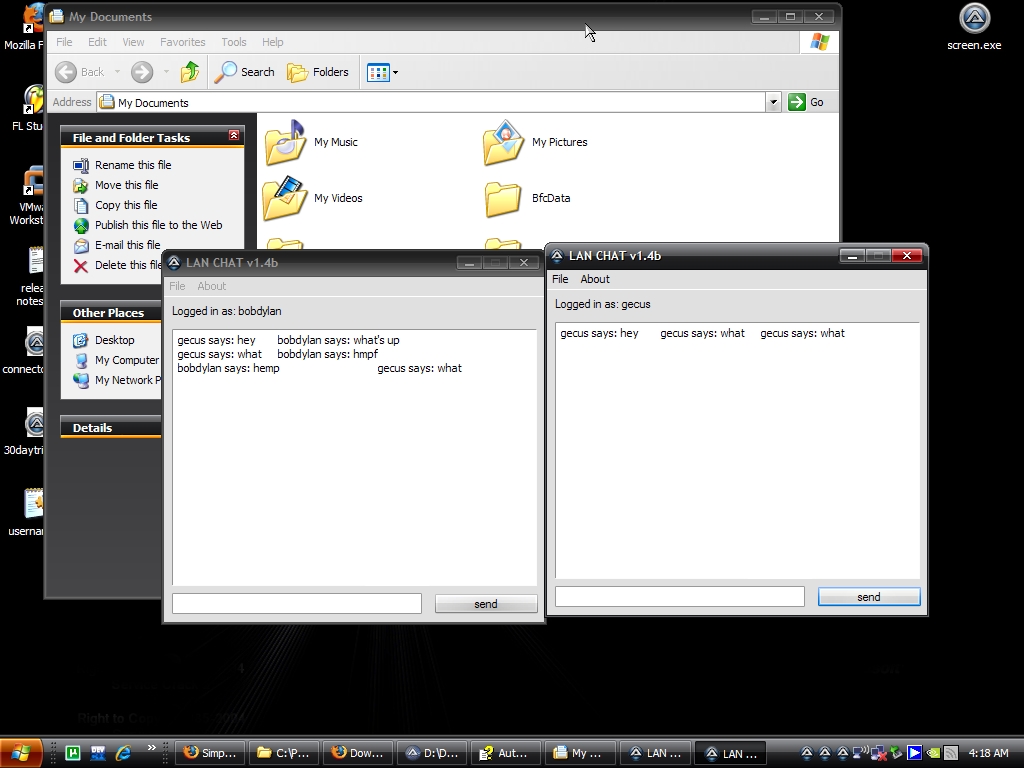 My Documents
File Edit View Favorites Tools Help
Back Search Folders
Address My Documents Go
File and Folder Tasks
Rename this file
Move this file
Copy this file
Publish this file to the Web
E-mail this file
Delete this file
Other Places
Desktop
My Computer
My Network P
Details
My Music
My Pictures
My Videos
BfcData
Mozilla F
FL Stu
VMwa
Workst
relea
notes
connecto
30daytri
usernam
screen.exe
LAN CHAT v1.4b
File About
Logged in as: bobdylan
gecus says: hey bobdylan says: what's up
gecus says: what bobdylan says: hmpf
bobdylan says: hemp gecus says: what
send
LAN CHAT v1.4b
File About
Logged in as: gecus
gecus says: hey gecus says: what gecus says: what
send
Simp... C:\P... Dow... D:\D... Aut... My ... LAN ... LAN ... 4:18 AM